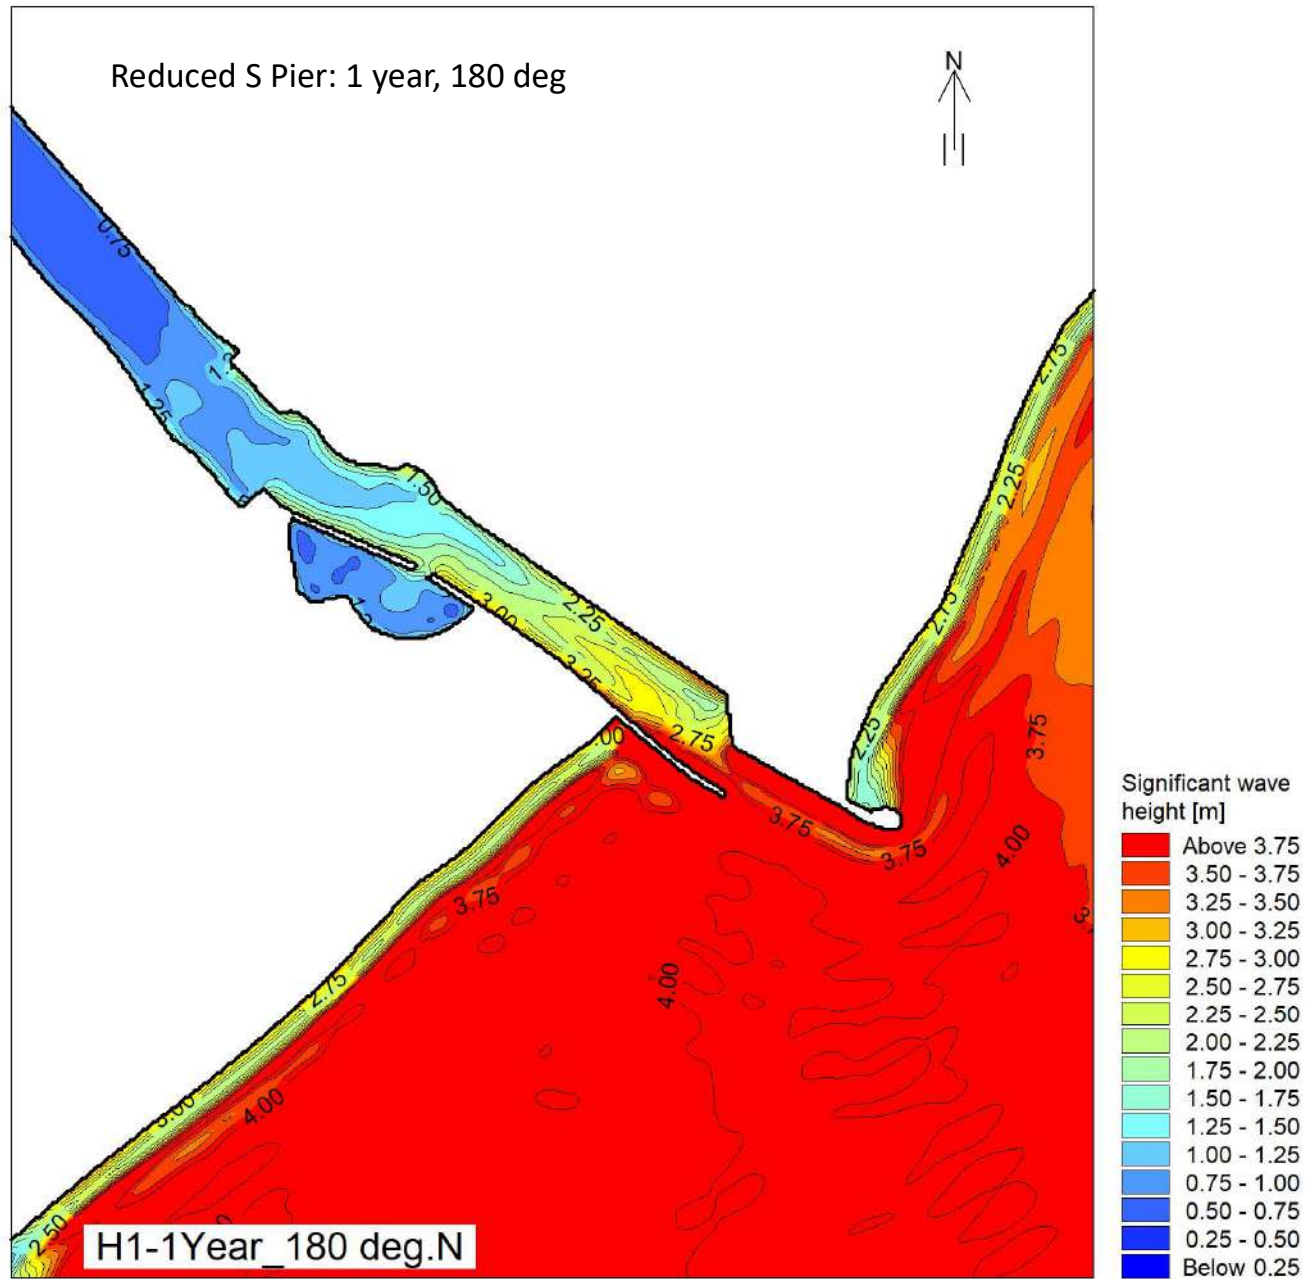 Reduced S Pier: 1 year, 180 deg
N
0.75
1.25
1.50
2.25
3.00
3.25
2.75
2.75
2.25
2.75
2.25
3.75
3.75
3.75
4.00
3.75
4.00
2.75
3.00
4.00
2.50
H1-1Year_180 deg.N
Significant wave
height [m]
Above 3.75
3.50 - 3.75
3.25 - 3.50
3.00 - 3.25
2.75 - 3.00
2.50 - 2.75
2.25 - 2.50
2.00 - 2.25
1.75 - 2.00
1.50 - 1.75
1.25 - 1.50
1.00 - 1.25
0.75 - 1.00
0.50 - 0.75
0.25 - 0.50
Below 0.25